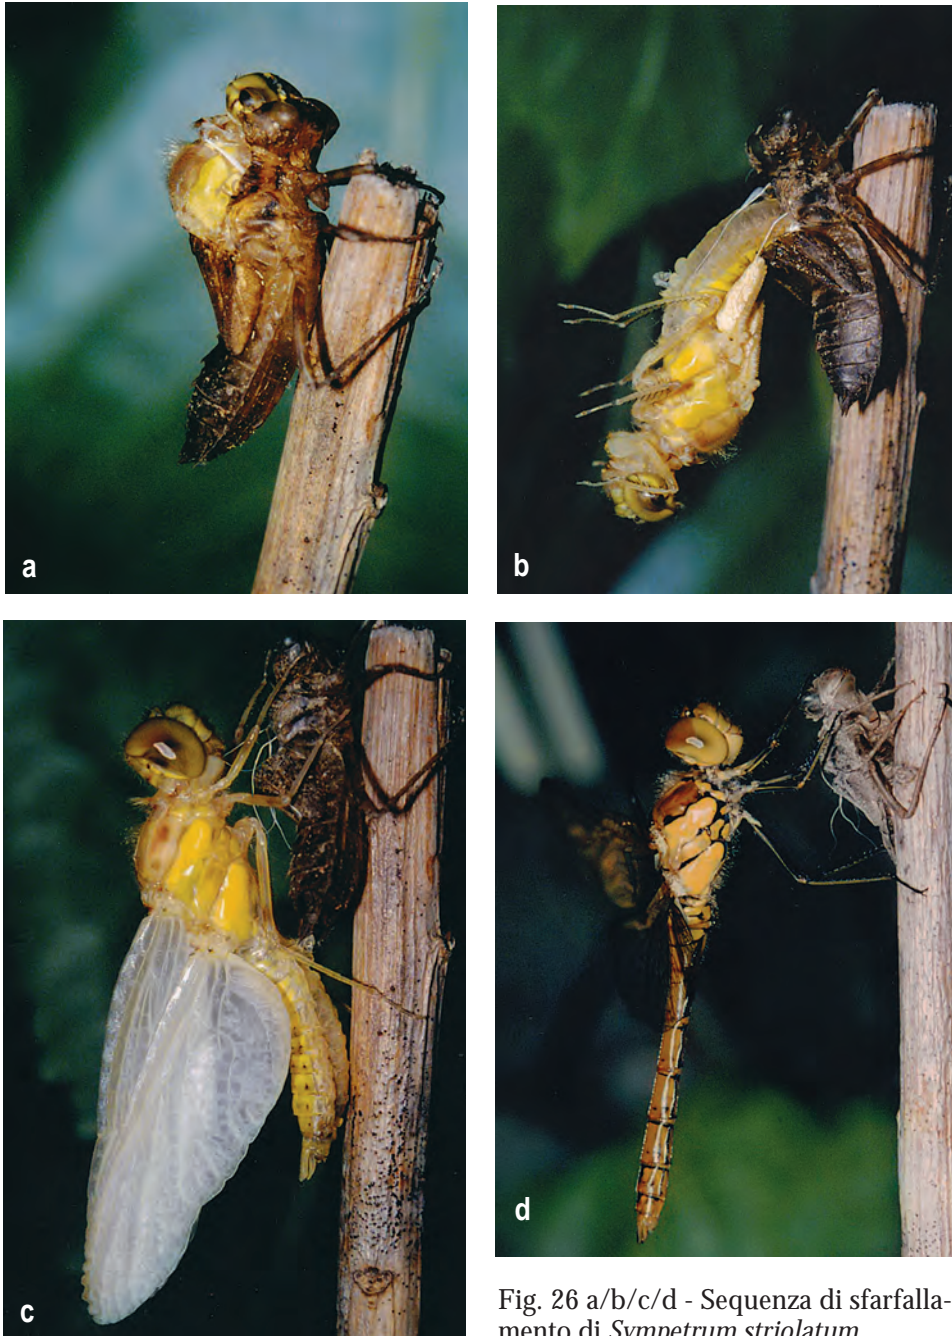 a
b
c
d
Fig. 26 a/b/c/d - Sequenza di sfarfalla-
mento di Sympetrum striolatum